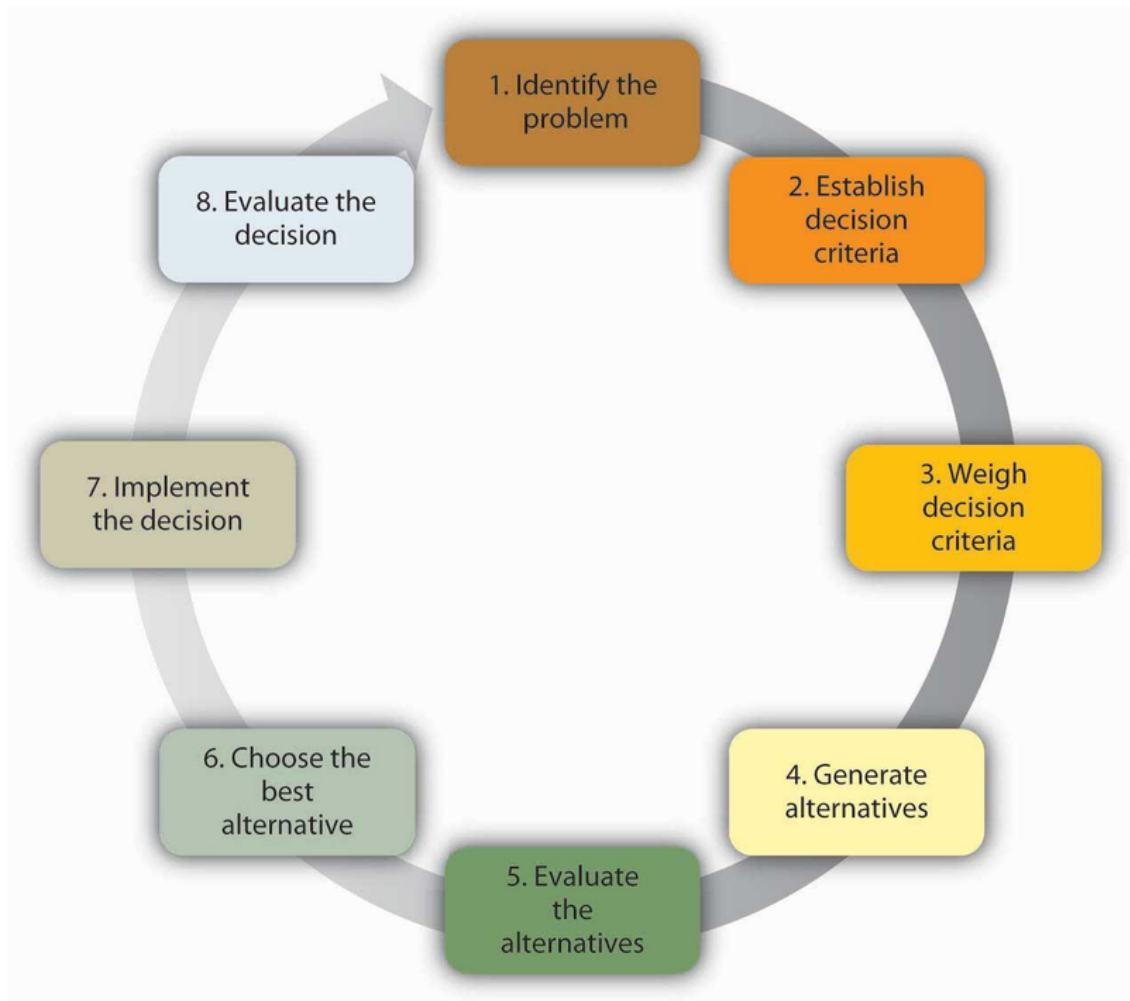 1. Identify the
problem
2. Establish
decision
criteria
3. Weigh
decision
criteria
4. Generate
alternatives
5. Evaluate
the
alternatives
6. Choose the
best
alternative
7. Implement
the decision
8. Evaluate the
decision